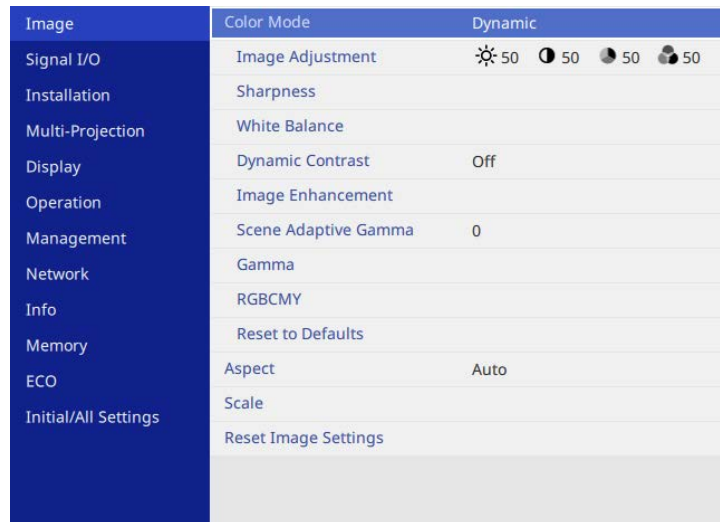 Image
Signal I/O
Installation
Multi-Projection
Display
Operation
Management
Network
Info
Memory
ECO
Initial/All Settings
Color Mode Dynamic
Image Adjustment 50 50 50 50
Sharpness
White Balance
Dynamic Contrast Off
Image Enhancement
Scene Adaptive Gamma 0
Gamma
RGBCMY
Reset to Defaults
Aspect Auto
Scale
Reset Image Settings